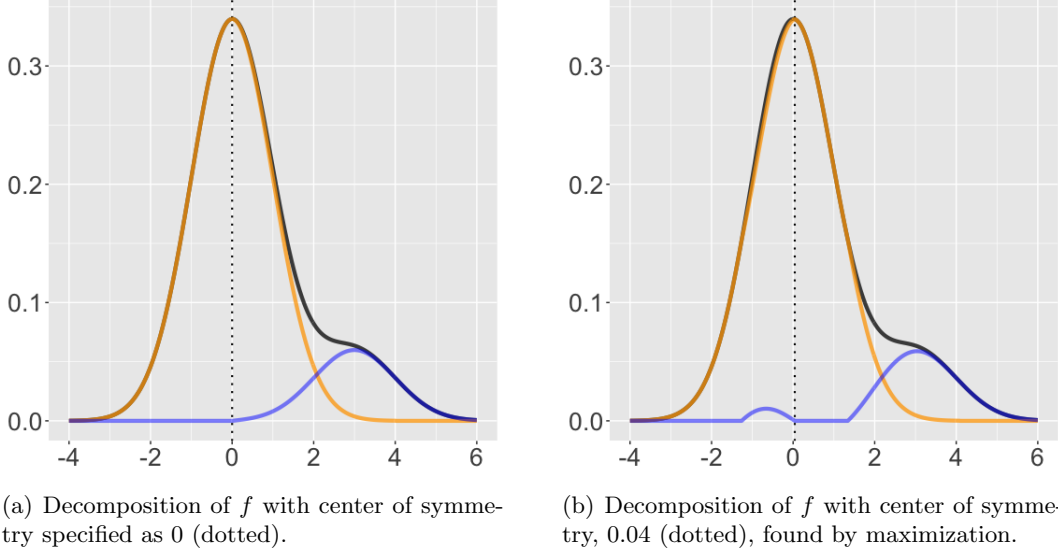 0.3
0.2
0.1
0.0
-4 -2 0 2 4 6
(a) Decomposition of f with center of symme-
try specified as 0 (dotted).
0.3
0.2
0.1
0.0
-4 -2 0 2 4 6
(b) Decomposition of f with center of symme-
try, 0.04 (dotted), found by maximization.